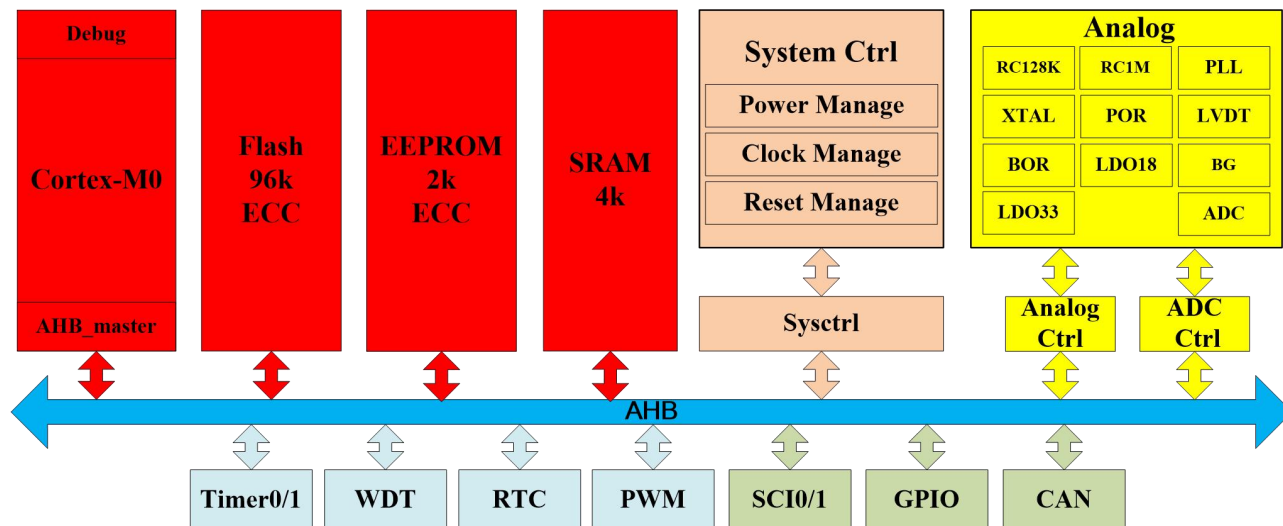 Debug
Cortex-M0
AHB_master
Flash
96k
ECC
EEPROM
2k
ECC
SRAM
4k
System Ctrl
Power Manage
Clock Manage
Reset Manage
Sysctrl
Analog
RC128K
RC1M
PLL
XTAL
POR
LVDT
BOR
LDO18
BG
LDO33
ADC
Analog
Ctrl
ADC
Ctrl
AHB
Timer0/1
WDT
RTC
PWM
SCI0/1
GPIO
CAN